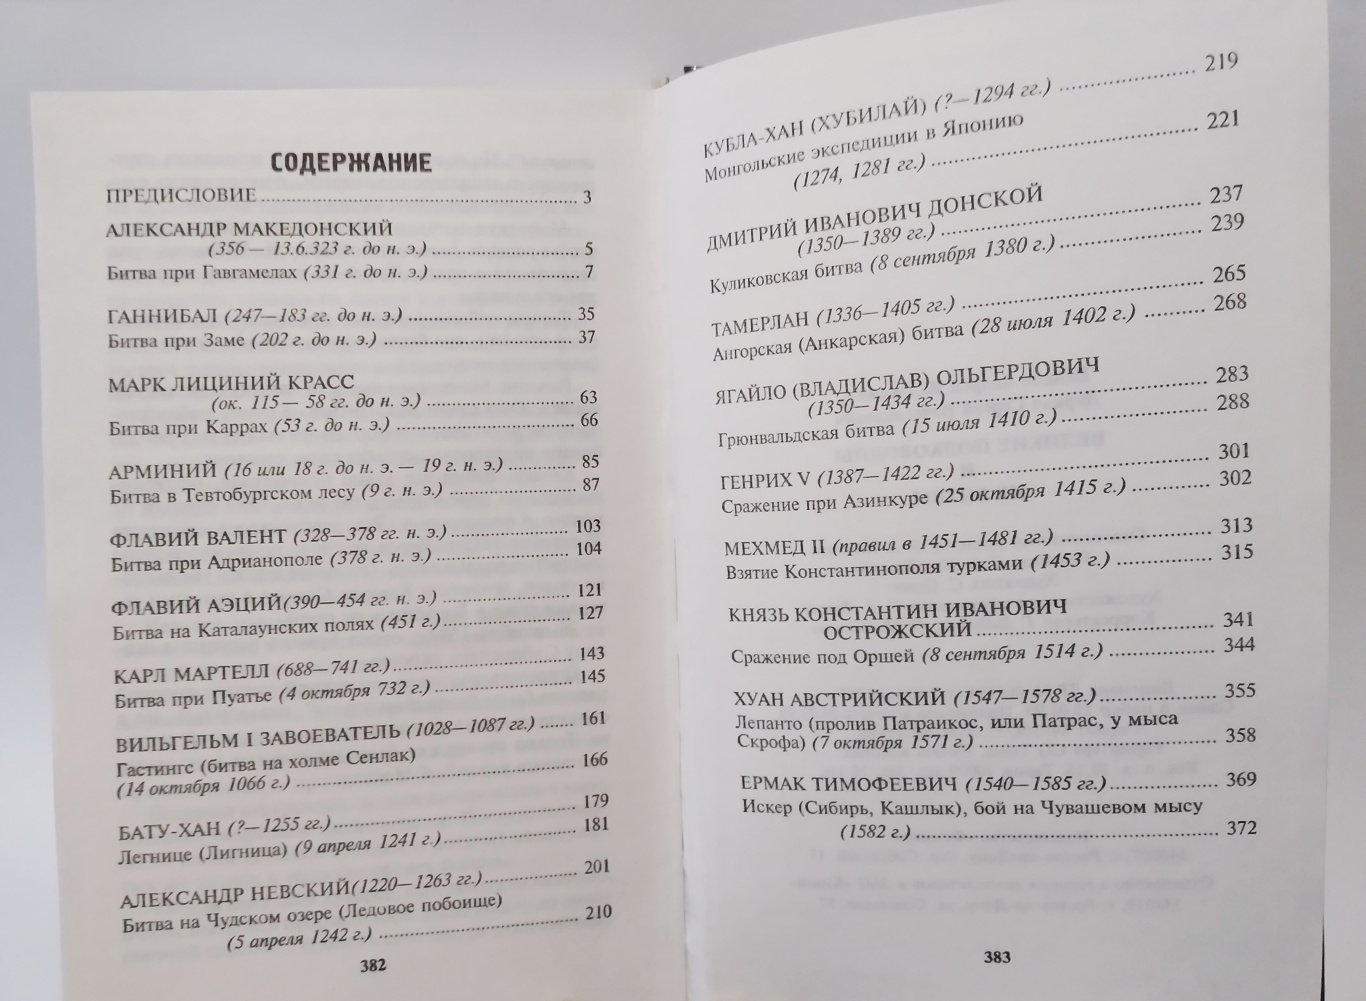 СОДЕРЖАНИЕ
ПРЕДИСЛОВИЕ ..... 3
АЛЕКСАНДР МАКЕДОНСКИЙ
(356 — 13.6.323 г. до н. э.) ..... 5
Битва при Гавгамелах (331 г. до н. э.) ..... 7
ГАННИБАЛ (247—183 гг. до н. э.) ..... 35
Битва при Заме (202 г. до н. э.) ..... 37
МАРК ЛИЦИНИЙ КРАСС
(ок. 115 — 58 гг. до н. э.) ..... 63
Битва при Каррах (53 г. до н. э.) ..... 66
АРМИНИЙ (16 или 18 г. до н. э. — 19 г. н. э.) ..... 85
Битва в Тевтобургском лесу (9 г. н. э.) ..... 87
ФЛАВИЙ ВАЛЕНТ (328—378 гг. н. э.) ..... 103
Битва при Адрианополе (378 г. н. э.) ..... 104
ФЛАВИЙ АЭЦИЙ(390—454 гг. н. э.) ..... 121
Битва на Каталаунских полях (451 г.) ..... 127
КАРЛ МАРТЕЛЛ (688—741 гг.) ..... 143
Битва при Пуатье (4 октября 732 г.) ..... 145
ВИЛЬГЕЛЬМ I ЗАВОЕВАТЕЛЬ (1028—1087 гг.) ..... 161
Гастингс (битва на холме Сенлак)
(14 октября 1066 г.) ..... 166
БАТУ-ХАН (?—1255 гг.) ..... 179
Легнице (Лигница) (9 апреля 1241 г.) ..... 181
АЛЕКСАНДР НЕВСКИЙ(1220—1263 гг.) ..... 201
Битва на Чудском озере (Ледовое побоище)
(5 апреля 1242 г.) ..... 210
382
КУБЛА-ХАН (ХУБИЛАЙ) (?—1294 гг.) ..... 219
Монгольские экспедиции в Японию
(1274, 1281 гг.) ..... 221
ДМИТРИЙ ИВАНОВИЧ ДОНСКОЙ
(1350—1389 гг.) ..... 237
Куликовская битва (8 сентября 1380 г.) ..... 239
ТАМЕРЛАН (1336—1405 гг.) ..... 265
Ангорская (Анкарская) битва (28 июля 1402 г.) ..... 268
ЯГАЙЛО (ВЛАДИСЛАВ) ОЛЬГЕРДОВИЧ
(1350—1434 гг.) ..... 283
Грюнвальдская битва (15 июля 1410 г.) ..... 288
ГЕНРИХ V (1387—1422 гг.) ..... 301
Сражение при Азинкуре (25 октября 1415 г.) ..... 302
МЕХМЕД II (правил в 1451—1481 гг.) ..... 313
Взятие Константинополя турками (1453 г.) ..... 315
КНЯЗЬ КОНСТАНТИН ИВАНОВИЧ
ОСТРОЖСКИЙ ..... 341
Сражение под Оршей (8 сентября 1514 г.) ..... 344
ХУАН АВСТРИЙСКИЙ (1547—1578 гг.) ..... 355
Лепанто (пролив Патраикос, или Патрас, у мыса
Скрофа) (7 октября 1571 г.) ..... 358
ЕРМАК ТИМОФЕЕВИЧ (1540—1585 гг.) ..... 369
Искер (Сибирь, Кашлык), бой на Чувашевом мысу
(1582 г.) ..... 372
383